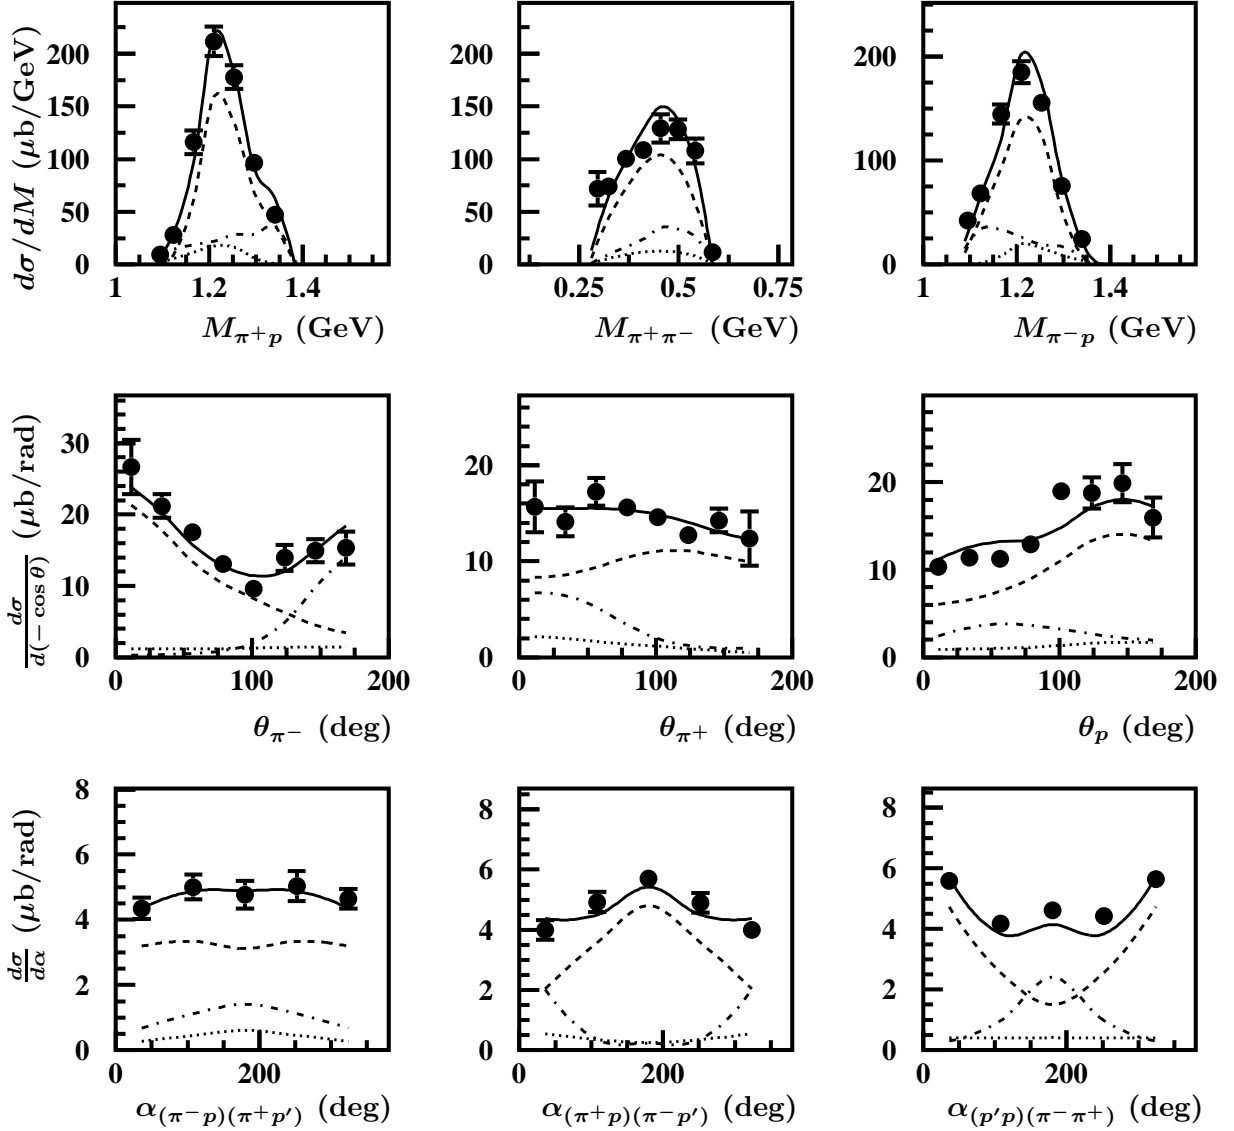 dσ/dM (μb/GeV)
200
150
100
50
0
1 1.2 1.4
M_{π⁺p} (GeV)
200
150
100
50
0
0.25 0.5 0.75
M_{π⁺π⁻} (GeV)
200
100
0
1 1.2 1.4
M_{π⁻p} (GeV)
dσ/d(− cos θ) (μb/rad)
30
20
10
0
0 100 200
θ_{π⁻} (deg)
20
10
0
0 100 200
θ_{π⁺} (deg)
20
10
0
0 100 200
θ_p (deg)
dσ/dα (μb/rad)
8
6
4
2
0
0 200
α_{(π⁻p)(π⁺p′)} (deg)
8
6
4
2
0
0 200
α_{(π⁺p)(π⁻p′)} (deg)
8
6
4
2
0
0 200
α_{(p′p)(π⁻π⁺)} (deg)